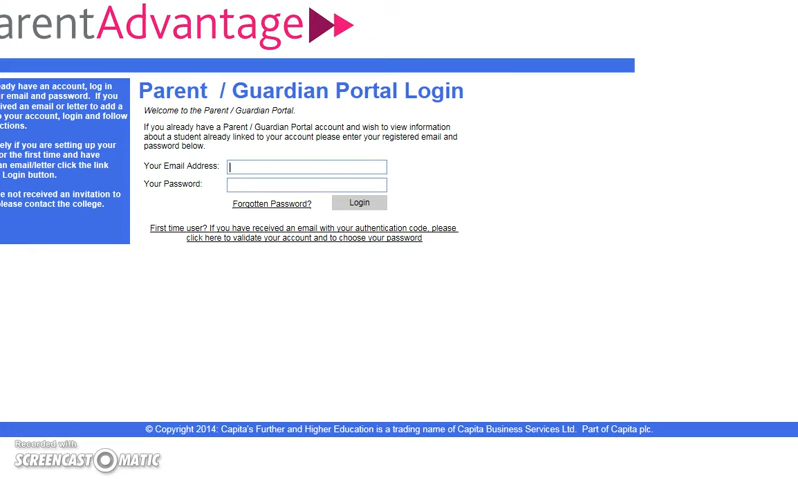 arentAdvantage
eady have an account, log in
r email and password. If you
ived an email or letter to add a
o your account, login and follow
ctions.
ely if you are setting up your
or the first time and have
an email/letter click the link
Login button.
e not received an invitation to
please contact the college.
Parent / Guardian Portal Login
Welcome to the Parent / Guardian Portal.
If you already have a Parent / Guardian Portal account and wish to view information
about a student already linked to your account please enter your registered email and
password below.
Your Email Address:
Your Password:
Forgotten Password? Login
First time user? If you have received an email with your authentication code, please
click here to validate your account and to choose your password
© Copyright 2014: Capita's Further and Higher Education is a trading name of Capita Business Services Ltd. Part of Capita plc.
Recorded with
SCREENCAST-O-MATIC